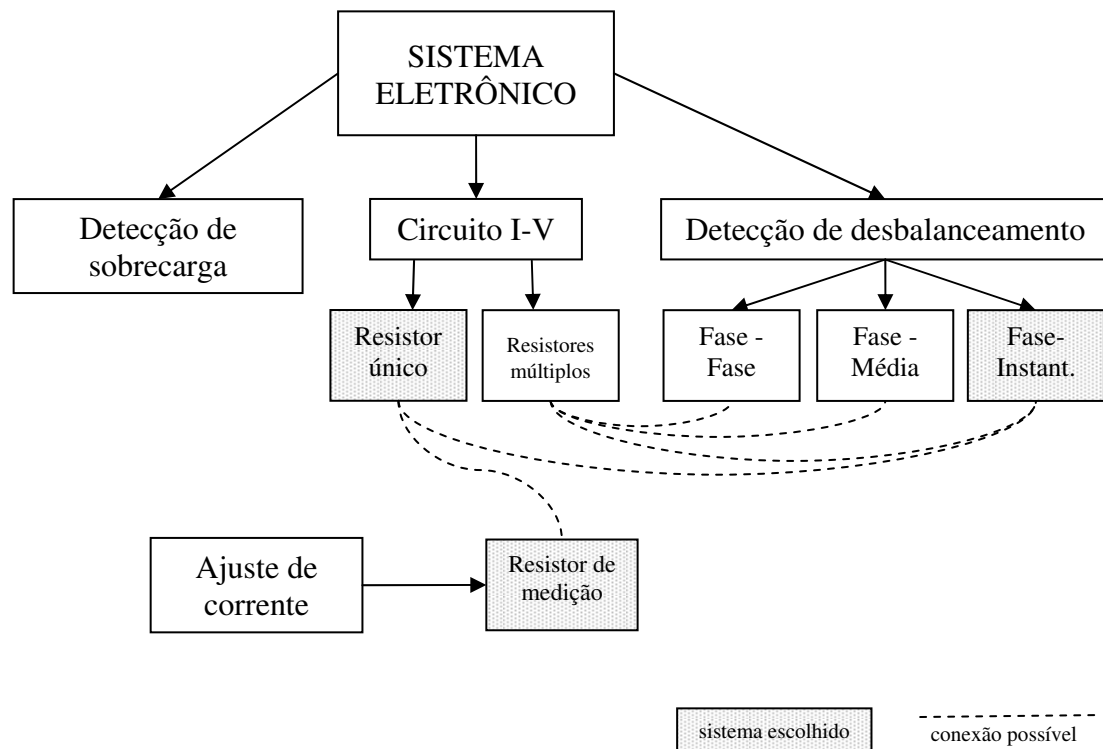 SISTEMA
ELETRÔNICO
Detecção de
sobrecarga
Circuito I-V
Detecção de desbalanceamento
Resistor
único
Resistores
múltiplos
Fase -
Fase
Fase -
Média
Fase-
Instant.
Ajuste de
corrente
Resistor de
medição
sistema escolhido
conexão possível